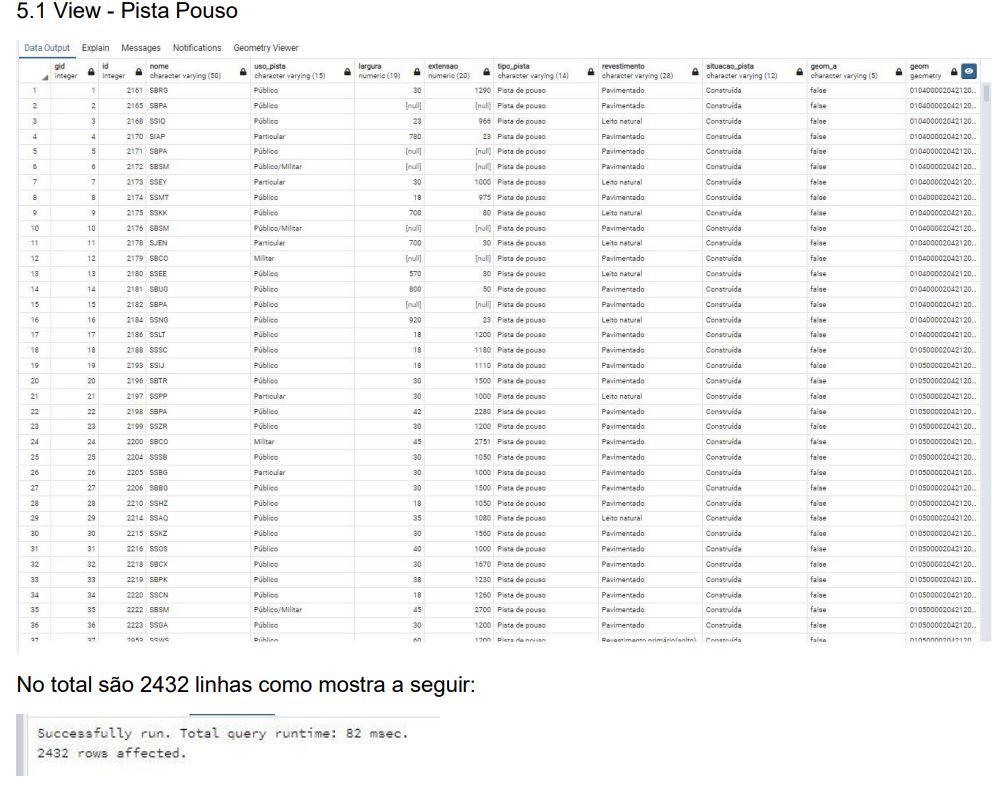 5.1 View - Pista Pouso
Data Output Explain Messages Notifications Geometry Viewer
gid id nome uso_pista largura extensao tipo_pista revestimento situacao_pista geom_a geom
integer integer character varying (50) character varying (15) numeric (19) numeric (20) character varying (14) character varying (28) character varying (12) character varying (5) geometry
1 1 2161 SBRG Público 30 1290 Pista de pouso Pavimentado Construída false 010400002042120...
2 2 2165 SBPA Público [null] [null] Pista de pouso Pavimentado Construída false 010400002042120...
3 3 2168 SSIQ Público 23 966 Pista de pouso Leito natural Construída false 010400002042120...
4 4 2170 SIAP Particular 780 23 Pista de pouso Pavimentado Construída false 010400002042120...
5 5 2171 SBPA Público [null] [null] Pista de pouso Pavimentado Construída false 010400002042120...
6 6 2172 SBSM Público/Militar [null] [null] Pista de pouso Pavimentado Construída false 010400002042120...
7 7 2173 SSEY Particular 30 1000 Pista de pouso Leito natural Construída false 010400002042120...
8 8 2174 SSMT Público 18 975 Pista de pouso Pavimentado Construída false 010400002042120...
9 9 2175 SSKK Público 700 80 Pista de pouso Leito natural Construída false 010400002042120...
10 10 2176 SBSM Público/Militar [null] [null] Pista de pouso Pavimentado Construída false 010400002042120...
11 11 2178 SJEN Particular 700 30 Pista de pouso Leito natural Construída false 010400002042120...
12 12 2179 SBCO Militar [null] [null] Pista de pouso Pavimentado Construída false 010400002042120...
13 13 2180 SSEE Público 570 30 Pista de pouso Leito natural Construída false 010400002042120...
14 14 2181 SBUG Público 800 50 Pista de pouso Pavimentado Construída false 010400002042120...
15 15 2182 SBPA Público [null] [null] Pista de pouso Pavimentado Construída false 010400002042120...
16 16 2184 SSNG Público 920 23 Pista de pouso Leito natural Construída false 010400002042120...
17 17 2186 SSLT Público 18 1200 Pista de pouso Pavimentado Construída false 010400002042120...
18 18 2188 SSSC Público 18 1180 Pista de pouso Pavimentado Construída false 010500002042120...
19 19 2193 SSIJ Público 18 1110 Pista de pouso Pavimentado Construída false 010500002042120...
20 20 2196 SBTR Público 30 1500 Pista de pouso Pavimentado Construída false 010500002042120...
21 21 2197 SSPP Particular 30 1000 Pista de pouso Leito natural Construída false 010500002042120...
22 22 2198 SBPA Público 42 2280 Pista de pouso Pavimentado Construída false 010500002042120...
23 23 2199 SSZR Público 30 1200 Pista de pouso Pavimentado Construída false 010500002042120...
24 24 2200 SBCO Militar 45 2751 Pista de pouso Pavimentado Construída false 010500002042120...
25 25 2204 SSSB Público 30 1050 Pista de pouso Pavimentado Construída false 010500002042120...
26 26 2205 SSBG Particular 30 1000 Pista de pouso Pavimentado Construída false 010500002042120...
27 27 2206 SBBG Público 30 1500 Pista de pouso Pavimentado Construída false 010500002042120...
28 28 2210 SSHZ Público 18 1050 Pista de pouso Pavimentado Construída false 010500002042120...
29 29 2214 SSAQ Público 35 1080 Pista de pouso Leito natural Construída false 010500002042120...
30 30 2215 SSKZ Público 30 1560 Pista de pouso Pavimentado Construída false 010500002042120...
31 31 2216 SSOS Público 40 1000 Pista de pouso Pavimentado Construída false 010500002042120...
32 32 2218 SBCX Público 30 1670 Pista de pouso Pavimentado Construída false 010500002042120...
33 33 2219 SBPK Público 38 1230 Pista de pouso Pavimentado Construída false 010500002042120...
34 34 2220 SSCN Público 18 1260 Pista de pouso Pavimentado Construída false 010500002042120...
35 35 2222 SBSM Público/Militar 45 2700 Pista de pouso Pavimentado Construída false 010500002042120...
36 36 2223 SSGA Público 30 1200 Pista de pouso Pavimentado Construída false 010500002042120...
37 37 2953 SSWS Público 60 1200 Pista de pouso Revestimento primário(solto) Construída false 010500002042120...
No total são 2432 linhas como mostra a seguir:
Successfully run. Total query runtime: 82 msec.
2432 rows affected.